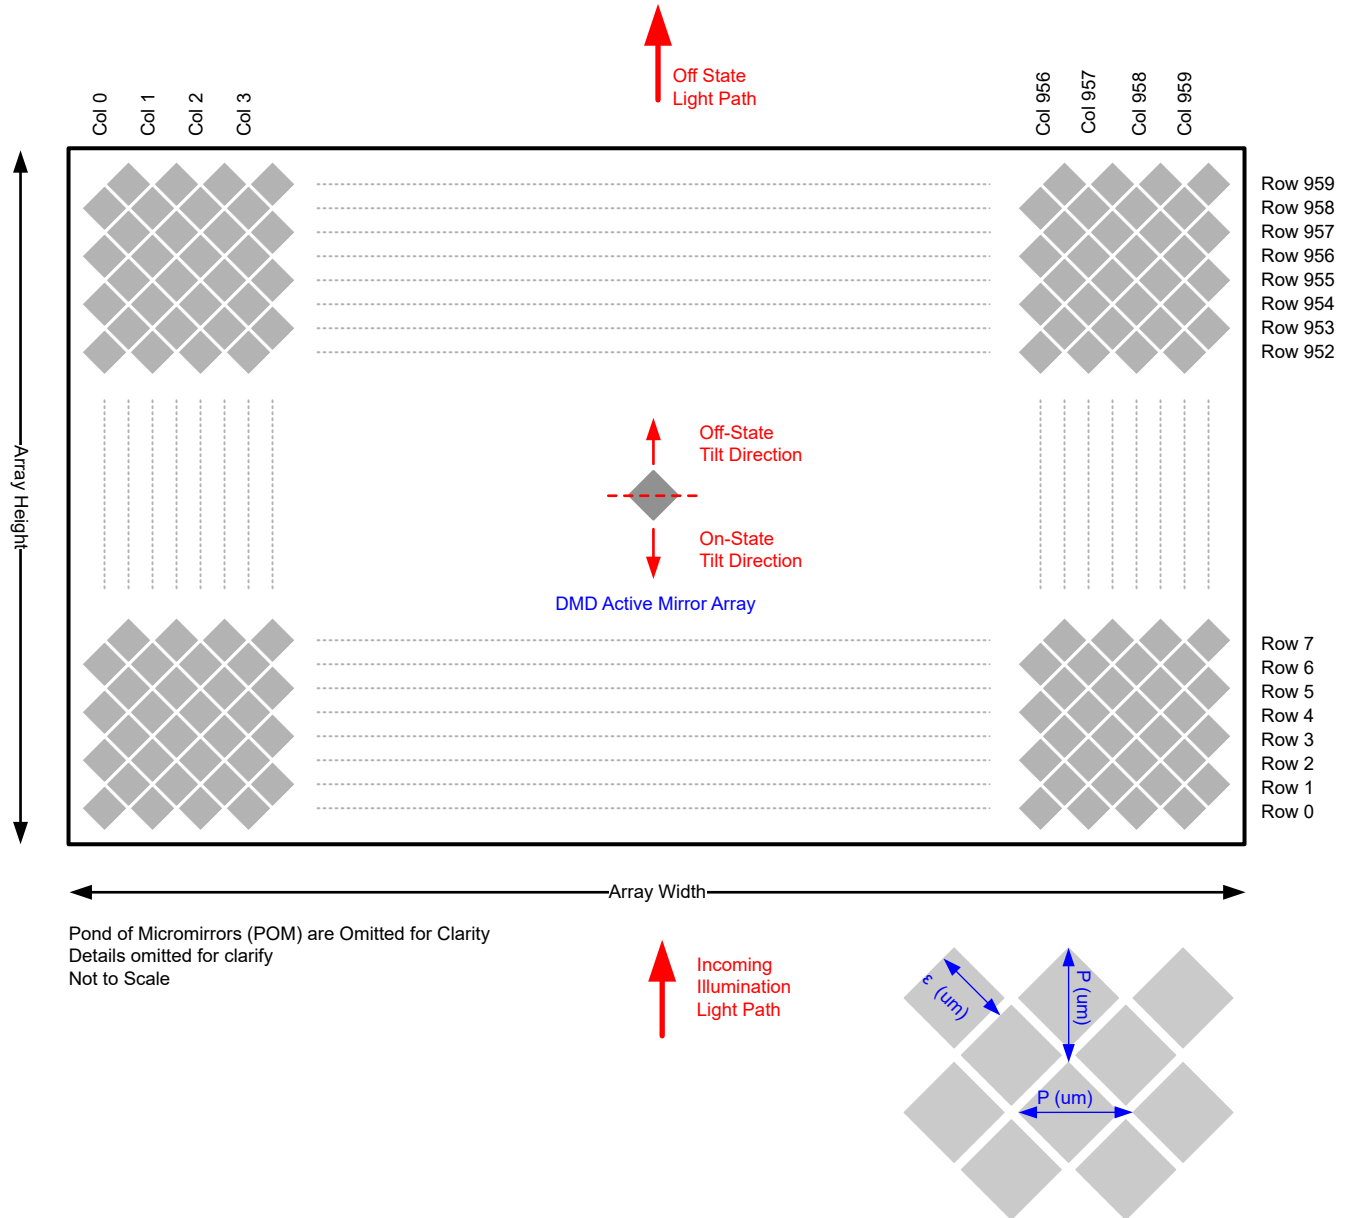 Off State
Light Path
Col 0
Col 1
Col 2
Col 3
Col 956
Col 957
Col 958
Col 959
Row 959
Row 958
Row 957
Row 956
Row 955
Row 954
Row 953
Row 952
Array Height
Off-State
Tilt Direction
On-State
Tilt Direction
DMD Active Mirror Array
Row 7
Row 6
Row 5
Row 4
Row 3
Row 2
Row 1
Row 0
Array Width
Pond of Micromirrors (POM) are Omitted for Clarity
Details omitted for clarify
Not to Scale
Incoming
Illumination
Light Path
ε (um)
P (um)
P (um)